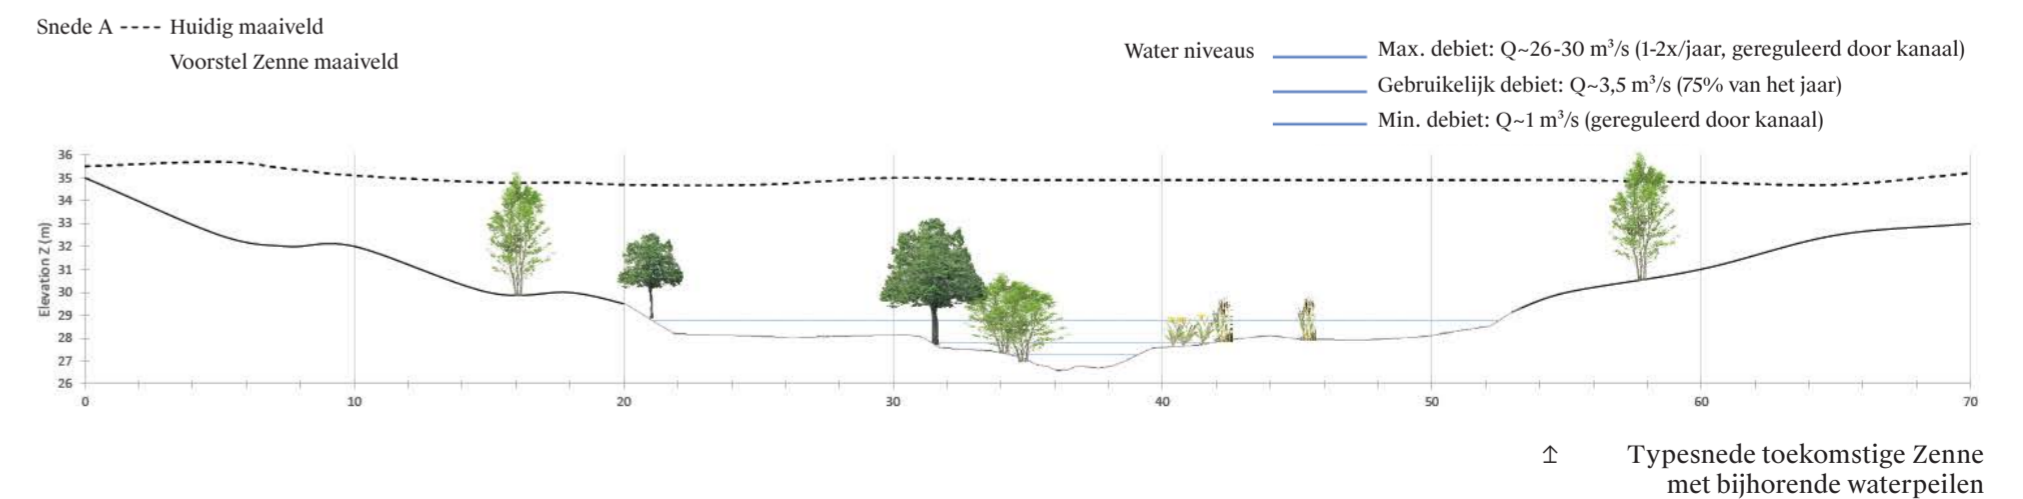 Snede A ---- Huidig maaiveld
Voorstel Zenne maaiveld
Water niveaus
Max. debiet: Q~26-30 m³/s (1-2x/jaar, gereguleerd door kanaal)
Gebruikelijk debiet: Q~3,5 m³/s (75% van het jaar)
Min. debiet: Q~1 m³/s (gereguleerd door kanaal)
Elevation Z (m)
36
35
34
33
32
31
30
29
28
27
26
0 10 20 30 40 50 60 70
↥ Typesnede toekomstige Zenne
met bijhorende waterpeilen